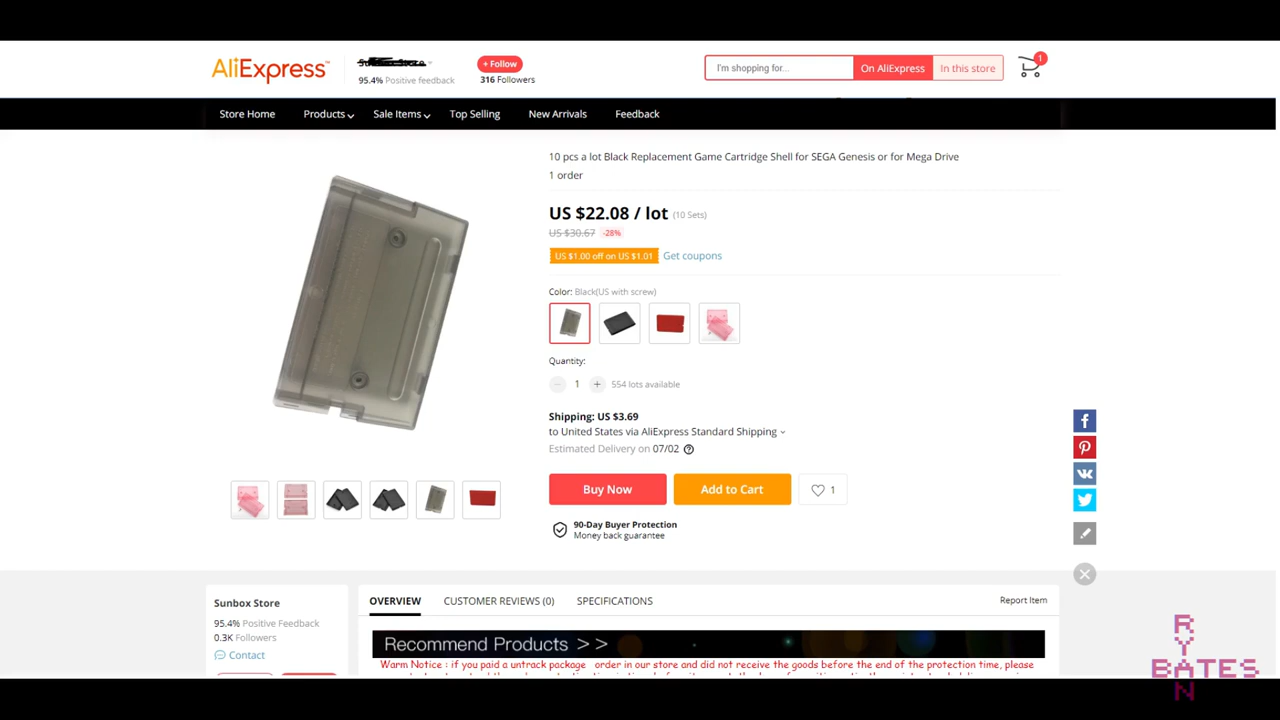 AliExpress™
+ Follow
95.4% Positive feedback
316 Followers
I'm shopping for...
On AliExpress
In this store
1
Store Home
Products
Sale Items
Top Selling
New Arrivals
Feedback
10 pcs a lot Black Replacement Game Cartridge Shell for SEGA Genesis or for Mega Drive
1 order
US $22.08 / lot (10 Sets)
US $30.67 -28%
US $1.00 off on US $1.01 Get coupons
Color: Black(US with screw)
Quantity:
1 554 lots available
Shipping: US $3.69
to United States via AliExpress Standard Shipping
Estimated Delivery on 07/02
Buy Now
Add to Cart
1
90-Day Buyer Protection
Money back guarantee
Sunbox Store
95.4% Positive Feedback
0.3K Followers
Contact
OVERVIEW
CUSTOMER REVIEWS (0)
SPECIFICATIONS
Report Item
Recommend Products > >
Warm Notice : if you paid a untrack package order in our store and did not receive the goods before the end of the protection time, please
RYAN
BATES